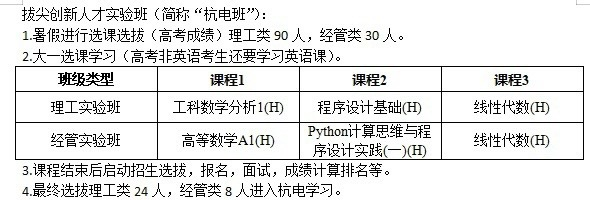 拔尖创新人才实验班（简称“杭电班”）：
1.暑假进行选课选拔（高考成绩）理工类 90 人，经管类 30 人。
2.大一选课学习（高考非英语考生还要学习英语课）。
班级类型 课程1 课程2 课程3
理工实验班 工科数学分析1(H) 程序设计基础(H) 线性代数(H)
经管实验班 高等数学A1(H) Python计算思维与程 线性代数(H)
序设计实践(一)(H)
3.课程结束后启动招生选拔，报名，面试，成绩计算排名等。
4.最终选拔理工类 24 人，经管类 8 人进入杭电学习。